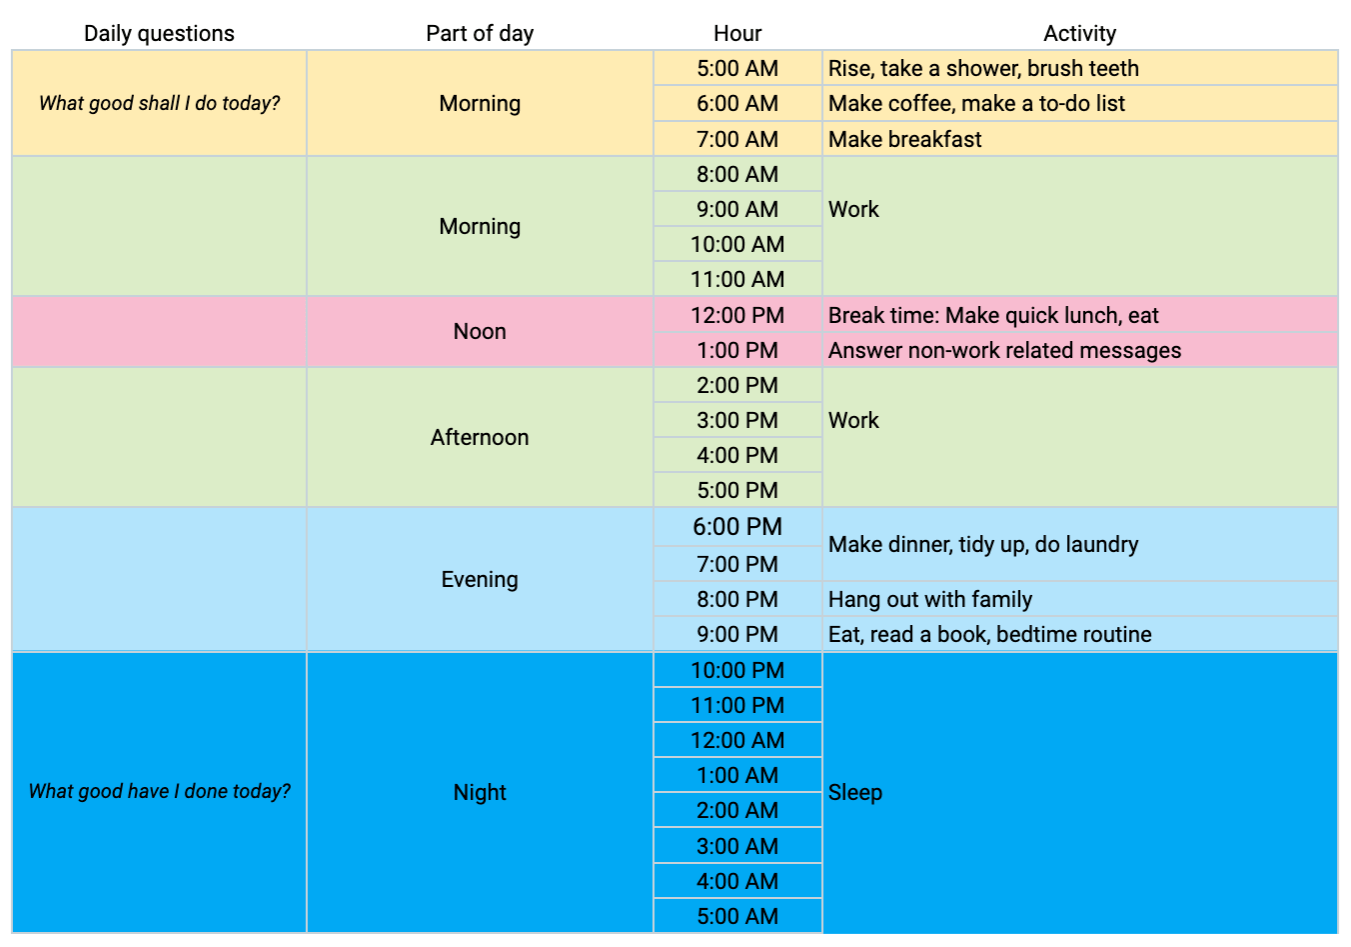 Daily questions Part of day Hour Activity
What good shall I do today? Morning 5:00 AM Rise, take a shower, brush teeth
6:00 AM Make coffee, make a to-do list
7:00 AM Make breakfast
Morning 8:00 AM Work
9:00 AM
10:00 AM
11:00 AM
Noon 12:00 PM Break time: Make quick lunch, eat
1:00 PM Answer non-work related messages
Afternoon 2:00 PM Work
3:00 PM
4:00 PM
5:00 PM
Evening 6:00 PM Make dinner, tidy up, do laundry
7:00 PM
8:00 PM Hang out with family
9:00 PM Eat, read a book, bedtime routine
What good have I done today? Night 10:00 PM Sleep
11:00 PM
12:00 AM
1:00 AM
2:00 AM
3:00 AM
4:00 AM
5:00 AM